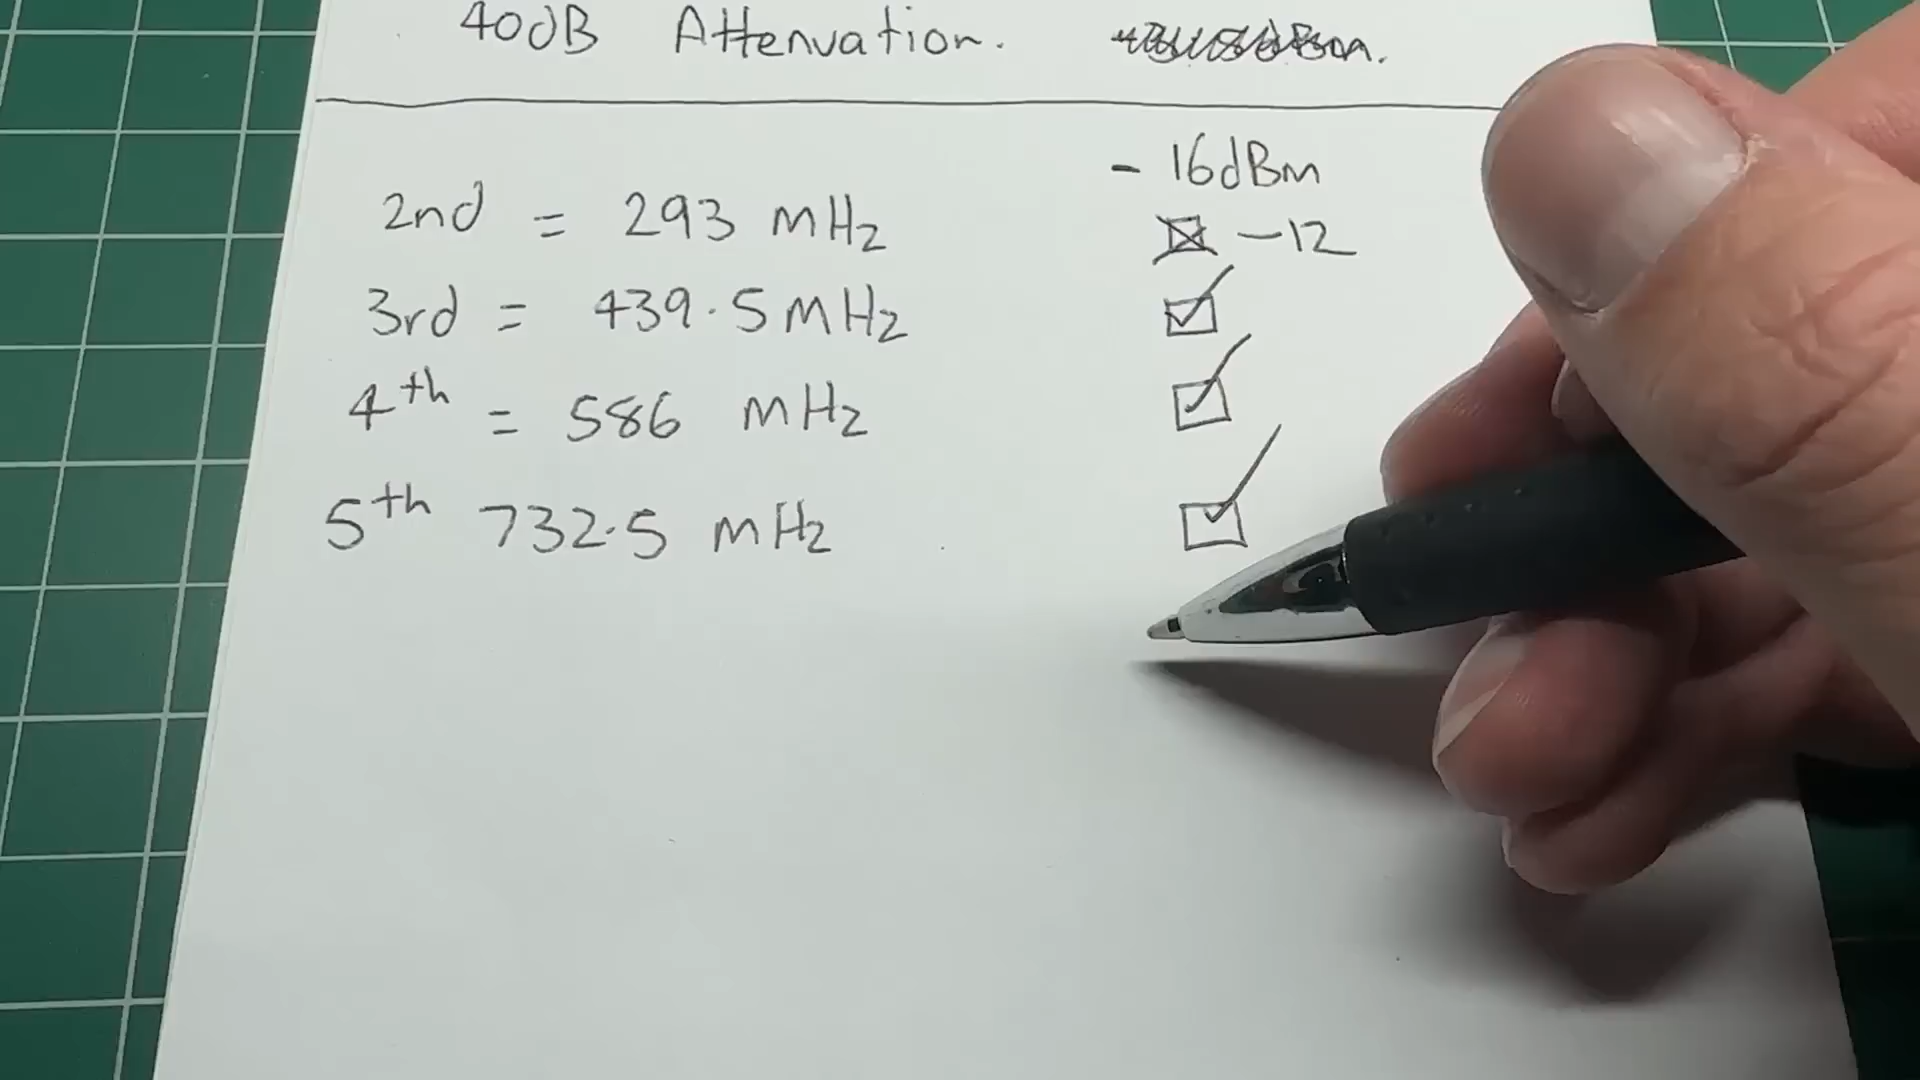 40dB Attenuation.
- 16dBm
2nd = 293 mHz -12
3rd = 439.5 mHz
4th = 586 mHz
5th 732.5 mHz